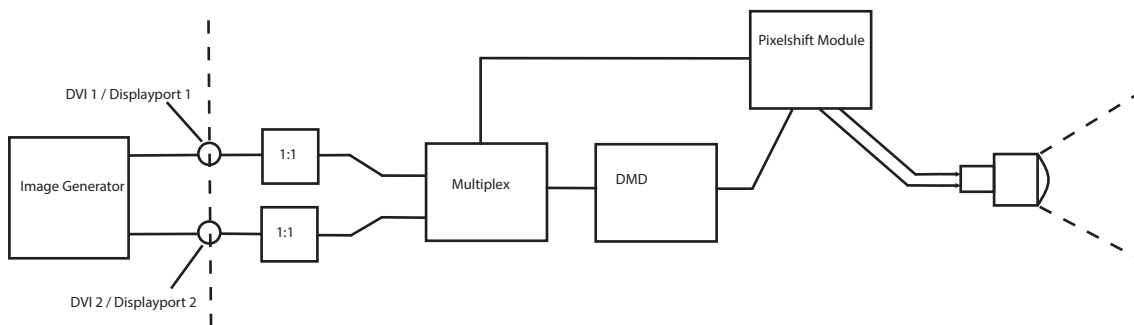 Pixelshift Module
DVI 1 / Displayport 1
1:1
Image Generator
Multiplex
DMD
1:1
DVI 2 / Displayport 2